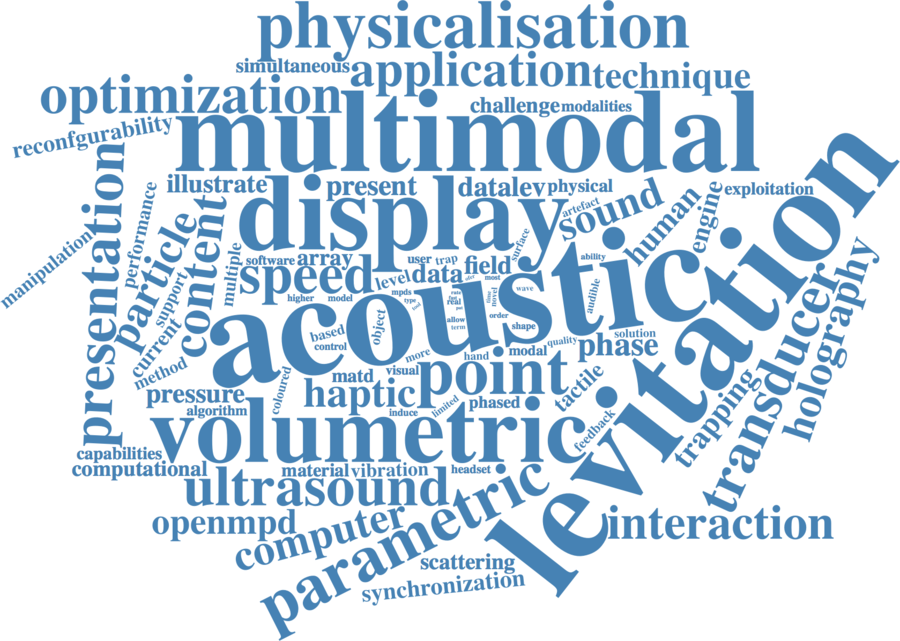 physicalisation
simultaneous
application
technique
optimization
challenge
modalities
reconfgurability
multimodal
levitation
illustrate
present
datalev
physical
exploitation
presentation
performance
particle
content
display
artefact
sound
human
engine
manipulation
support
multiple
software
array
user
trap
surface
ability
speed
level
data
field
most
wave
audible
current
higher
model
mpds
type
real
time
novel
acoustic
method
based
control
object
allow
term
order
shape
more
hand
modal
quality
phase
solution
transducer
holography
pressure
algorithm
coloured
matd
visual
haptic
point
tactile
trapping
induce
limited
phased
feedback
volumetric
capabilities
computational
material
vibration
headset
ultrasound
parametric
openmpd
computer
interaction
scattering
synchronization